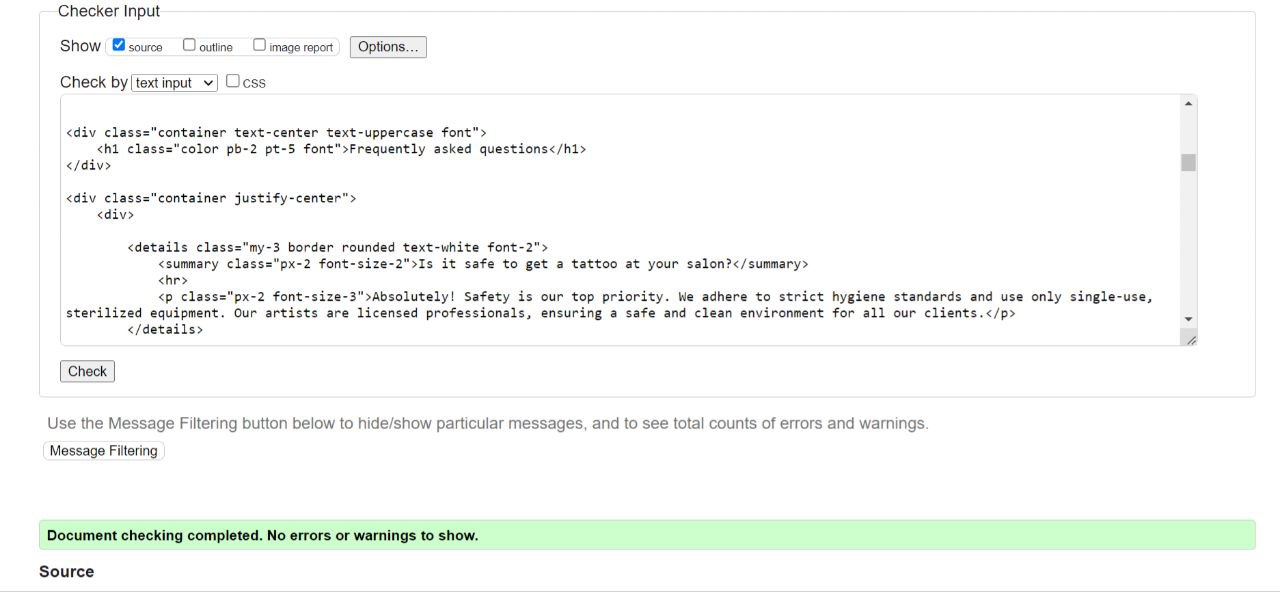 Checker Input
Show source outline image report Options...
Check by text input css
<div class="container text-center text-uppercase font">
    <h1 class="color pb-2 pt-5 font">Frequently asked questions</h1>
</div>
<div class="container justify-center">
    <div>
        <details class="my-3 border rounded text-white font-2">
            <summary class="px-2 font-size-2">Is it safe to get a tattoo at your salon?</summary>
            <hr>
            <p class="px-2 font-size-3">Absolutely! Safety is our top priority. We adhere to strict hygiene standards and use only single-use,
sterilized equipment. Our artists are licensed professionals, ensuring a safe and clean environment for all our clients.</p>
        </details>
Check
Use the Message Filtering button below to hide/show particular messages, and to see total counts of errors and warnings.
Message Filtering
Document checking completed. No errors or warnings to show.
Source